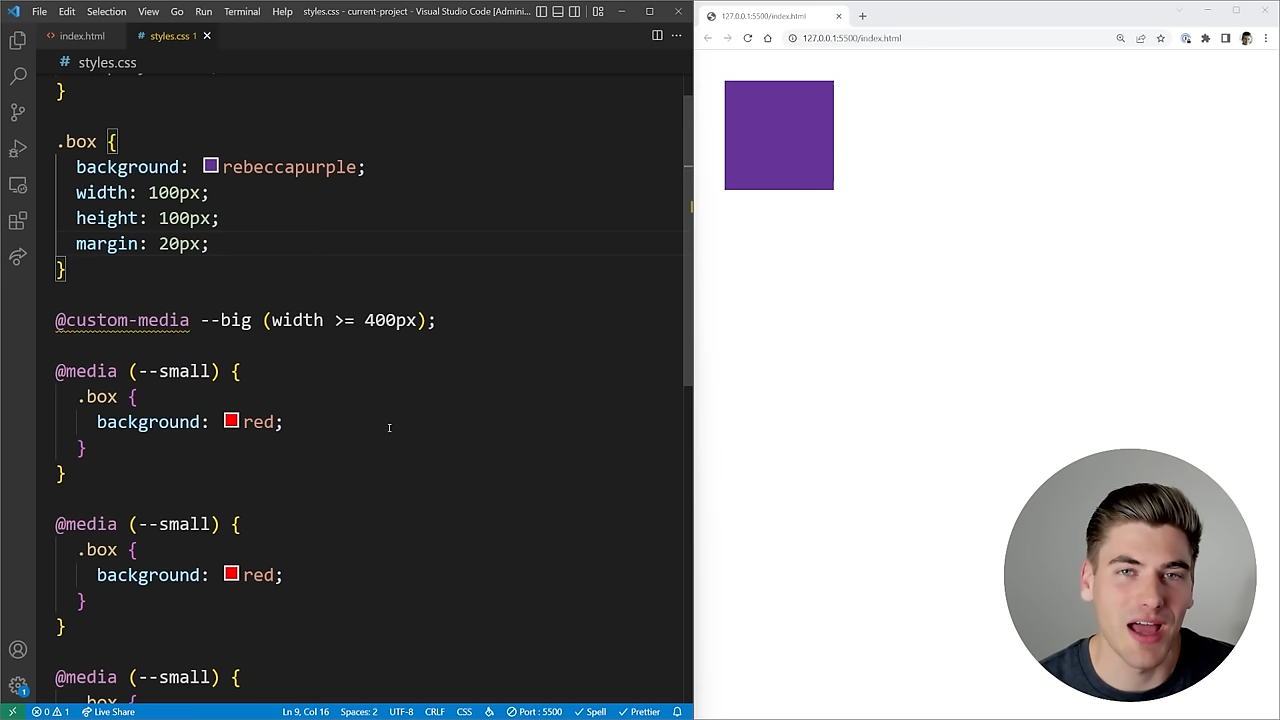 File Edit Selection View Go Run Terminal Help styles.css - current-project - Visual Studio Code [Admini...
index.html
styles.css 1
# styles.css
}
.box {
background: rebeccapurple;
width: 100px;
height: 100px;
margin: 20px;
}
@custom-media --big (width >= 400px);
@media (--small) {
.box {
background: red;
}
}
@media (--small) {
.box {
background: red;
}
}
@media (--small) {
.box {
0 1 Live Share Ln 9, Col 16 Spaces: 2 UTF-8 CRLF CSS Port : 5500 Spell Prettier
1
127.0.0.1:5500/index.html
127.0.0.1:5500/index.html